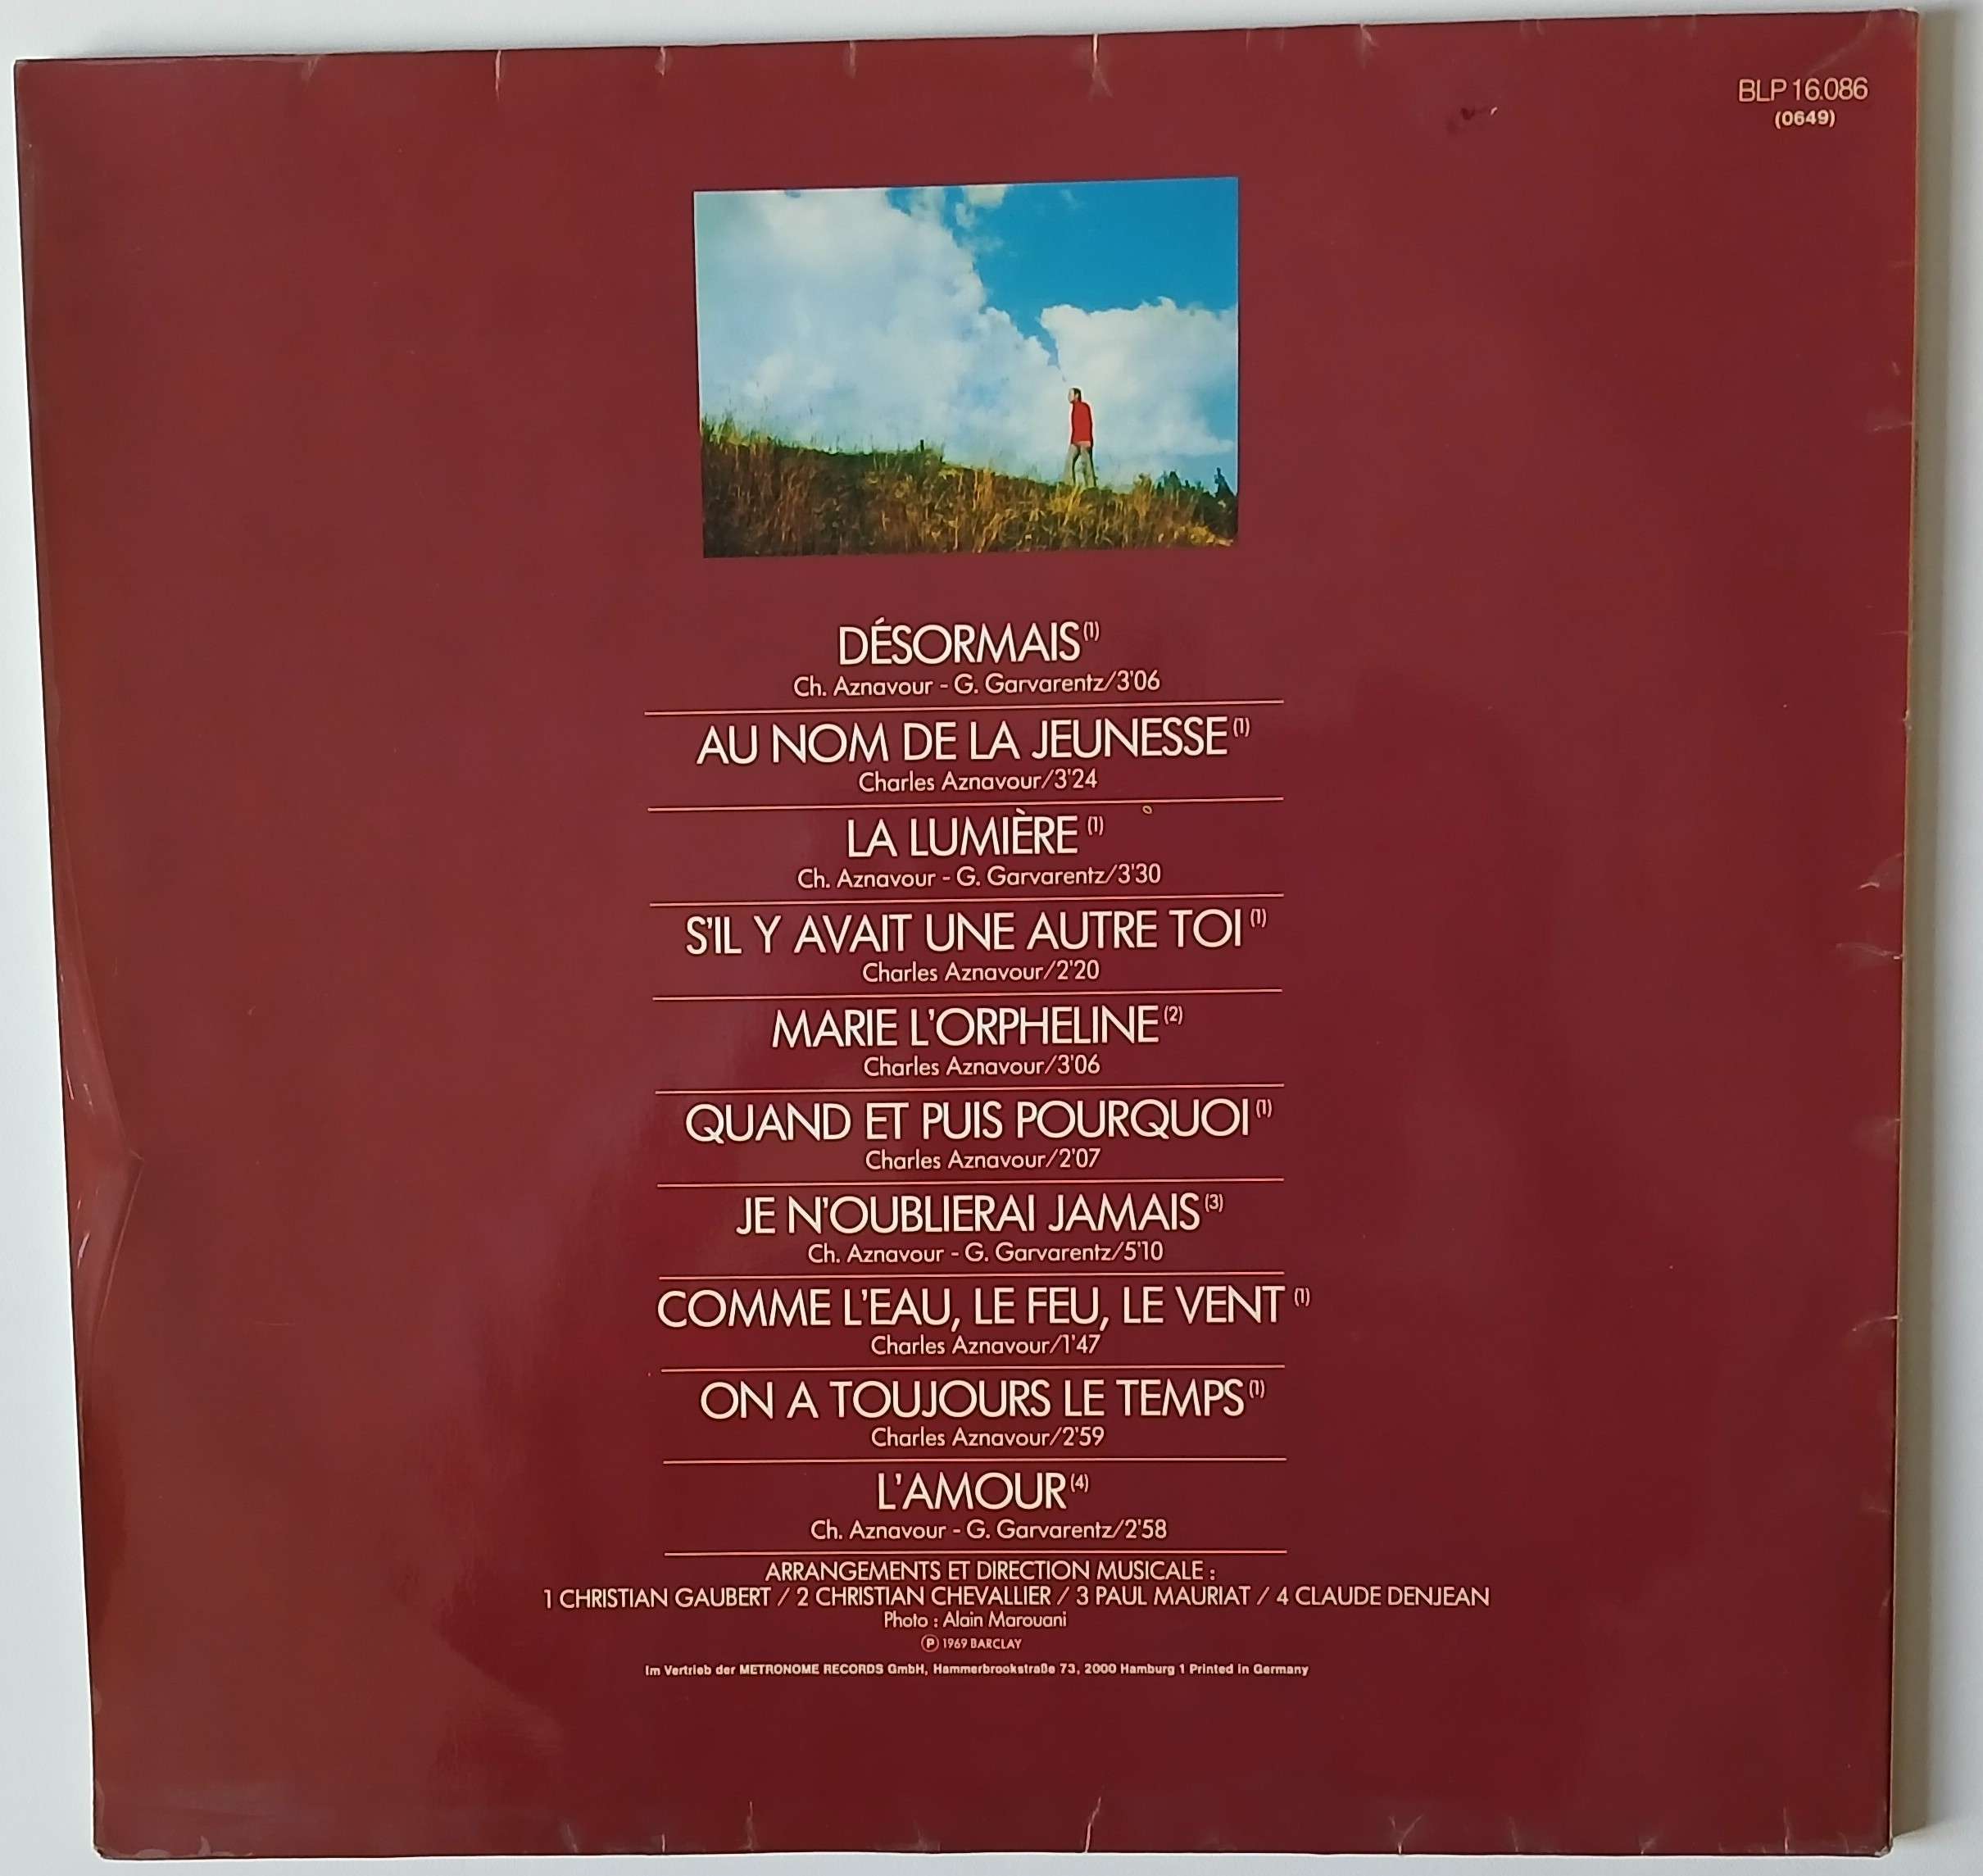 BLP 16.086
(0649)
DÉSORMAIS (1)
Ch. Aznavour - G. Garvarentz/3'06
AU NOM DE LA JEUNESSE (1)
Charles Aznavour/3'24
LA LUMIÈRE (1)
Ch. Aznavour - G. Garvarentz/3'30
S'IL Y AVAIT UNE AUTRE TOI (1)
Charles Aznavour/2'20
MARIE L'ORPHELINE (2)
Charles Aznavour/3'06
QUAND ET PUIS POURQUOI (1)
Charles Aznavour/2'07
JE N'OUBLIERAI JAMAIS (3)
Ch. Aznavour - G. Garvarentz/5'10
COMME L'EAU, LE FEU, LE VENT (1)
Charles Aznavour/1'47
ON A TOUJOURS LE TEMPS (1)
Charles Aznavour/2'59
L'AMOUR (4)
Ch. Aznavour - G. Garvarentz/2'58
ARRANGEMENTS ET DIRECTION MUSICALE :
1 CHRISTIAN GAUBERT / 2 CHRISTIAN CHEVALLIER / 3 PAUL MAURIAT / 4 CLAUDE DENJEAN
Photo : Alain Marouani
Ⓟ 1969 BARCLAY
Im Vertrieb der METRONOME RECORDS GmbH, Hammerbrookstraße 73, 2000 Hamburg 1 Printed in Germany